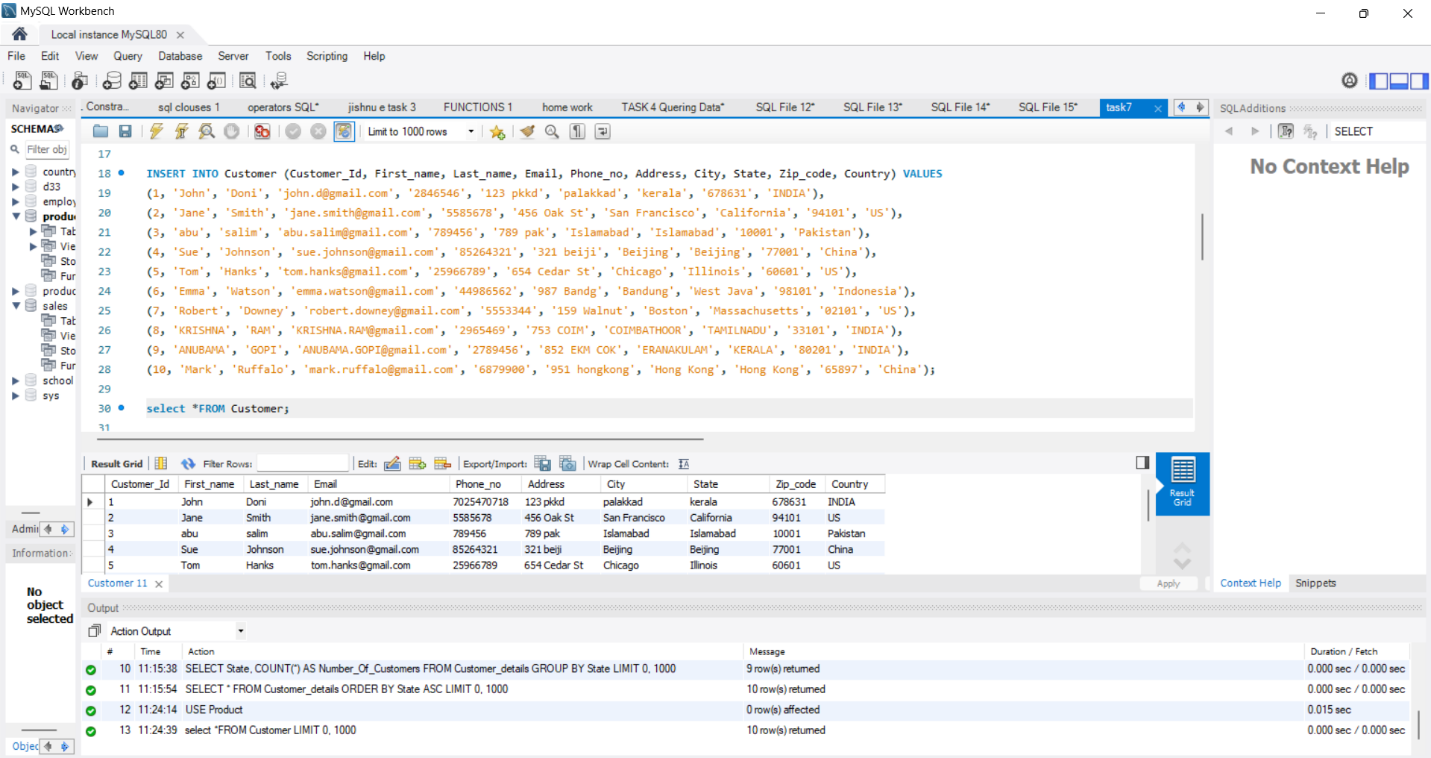 MySQL Workbench
Local instance MySQL80
File Edit View Query Database Server Tools Scripting Help
Navigator
SCHEMAS
Filter obj
country
d33
employ
produ
Tab
Vie
Sto
Fur
produc
sales
Tab
Vie
Sto
Fur
school
sys
Admi
Information
No
object
selected
Objec
. Constra... sql clouses 1 operators SQL* jishnu e task 3 FUNCTIONS 1 home work TASK 4 Quering Data* SQL File 12* SQL File 13* SQL File 14* SQL File 15* task7
Limit to 1000 rows
17
18 INSERT INTO Customer (Customer_Id, First_name, Last_name, Email, Phone_no, Address, City, State, Zip_code, Country) VALUES
19 (1, 'John', 'Doni', 'john.d@gmail.com', '2846546', '123 pkkd', 'palakkad', 'kerala', '678631', 'INDIA'),
20 (2, 'Jane', 'Smith', 'jane.smith@gmail.com', '5585678', '456 Oak St', 'San Francisco', 'California', '94101', 'US'),
21 (3, 'abu', 'salim', 'abu.salim@gmail.com', '789456', '789 pak', 'Islamabad', 'Islamabad', '10001', 'Pakistan'),
22 (4, 'Sue', 'Johnson', 'sue.johnson@gmail.com', '85264321', '321 beiji', 'Beijing', 'Beijing', '77001', 'China'),
23 (5, 'Tom', 'Hanks', 'tom.hanks@gmail.com', '25966789', '654 Cedar St', 'Chicago', 'Illinois', '60601', 'US'),
24 (6, 'Emma', 'Watson', 'emma.watson@gmail.com', '44986562', '987 Bandg', 'Bandung', 'West Java', '98101', 'Indonesia'),
25 (7, 'Robert', 'Downey', 'robert.downey@gmail.com', '5553344', '159 Walnut', 'Boston', 'Massachusetts', '02101', 'US'),
26 (8, 'KRISHNA', 'RAM', 'KRISHNA.RAM@gmail.com', '2965469', '753 COIM', 'COIMBATHOOR', 'TAMILNADU', '33101', 'INDIA'),
27 (9, 'ANUBAMA', 'GOPI', 'ANUBAMA.GOPI@gmail.com', '2789456', '852 EKM COK', 'ERANAKULAM', 'KERALA', '80201', 'INDIA'),
28 (10, 'Mark', 'Ruffalo', 'mark.ruffalo@gmail.com', '6879900', '951 hongkong', 'Hong Kong', 'Hong Kong', '65897', 'China');
29
30 select *FROM Customer;
31
Result Grid Filter Rows: Edit: Export/Import: Wrap Cell Content: IA
Customer_Id First_name Last_name Email Phone_no Address City State Zip_code Country
1 John Doni john.d@gmail.com 7025470718 123 pkkd palakkad kerala 678631 INDIA
2 Jane Smith jane.smith@gmail.com 5585678 456 Oak St San Francisco California 94101 US
3 abu salim abu.salim@gmail.com 789456 789 pak Islamabad Islamabad 10001 Pakistan
4 Sue Johnson sue.johnson@gmail.com 85264321 321 beiji Beijing Beijing 77001 China
5 Tom Hanks tom.hanks@gmail.com 25966789 654 Cedar St Chicago Illinois 60601 US
Result
Grid
Customer 11
Apply
SQLAdditions
SELECT
No Context Help
Context Help Snippets
Output
Action Output
# Time Action Message Duration / Fetch
10 11:15:38 SELECT State, COUNT(*) AS Number_Of_Customers FROM Customer_details GROUP BY State LIMIT 0, 1000 9 row(s) returned 0.000 sec / 0.000 sec
11 11:15:54 SELECT * FROM Customer_details ORDER BY State ASC LIMIT 0, 1000 10 row(s) returned 0.000 sec / 0.000 sec
12 11:24:14 USE Product 0 row(s) affected 0.015 sec
13 11:24:39 select *FROM Customer LIMIT 0, 1000 10 row(s) returned 0.000 sec / 0.000 sec